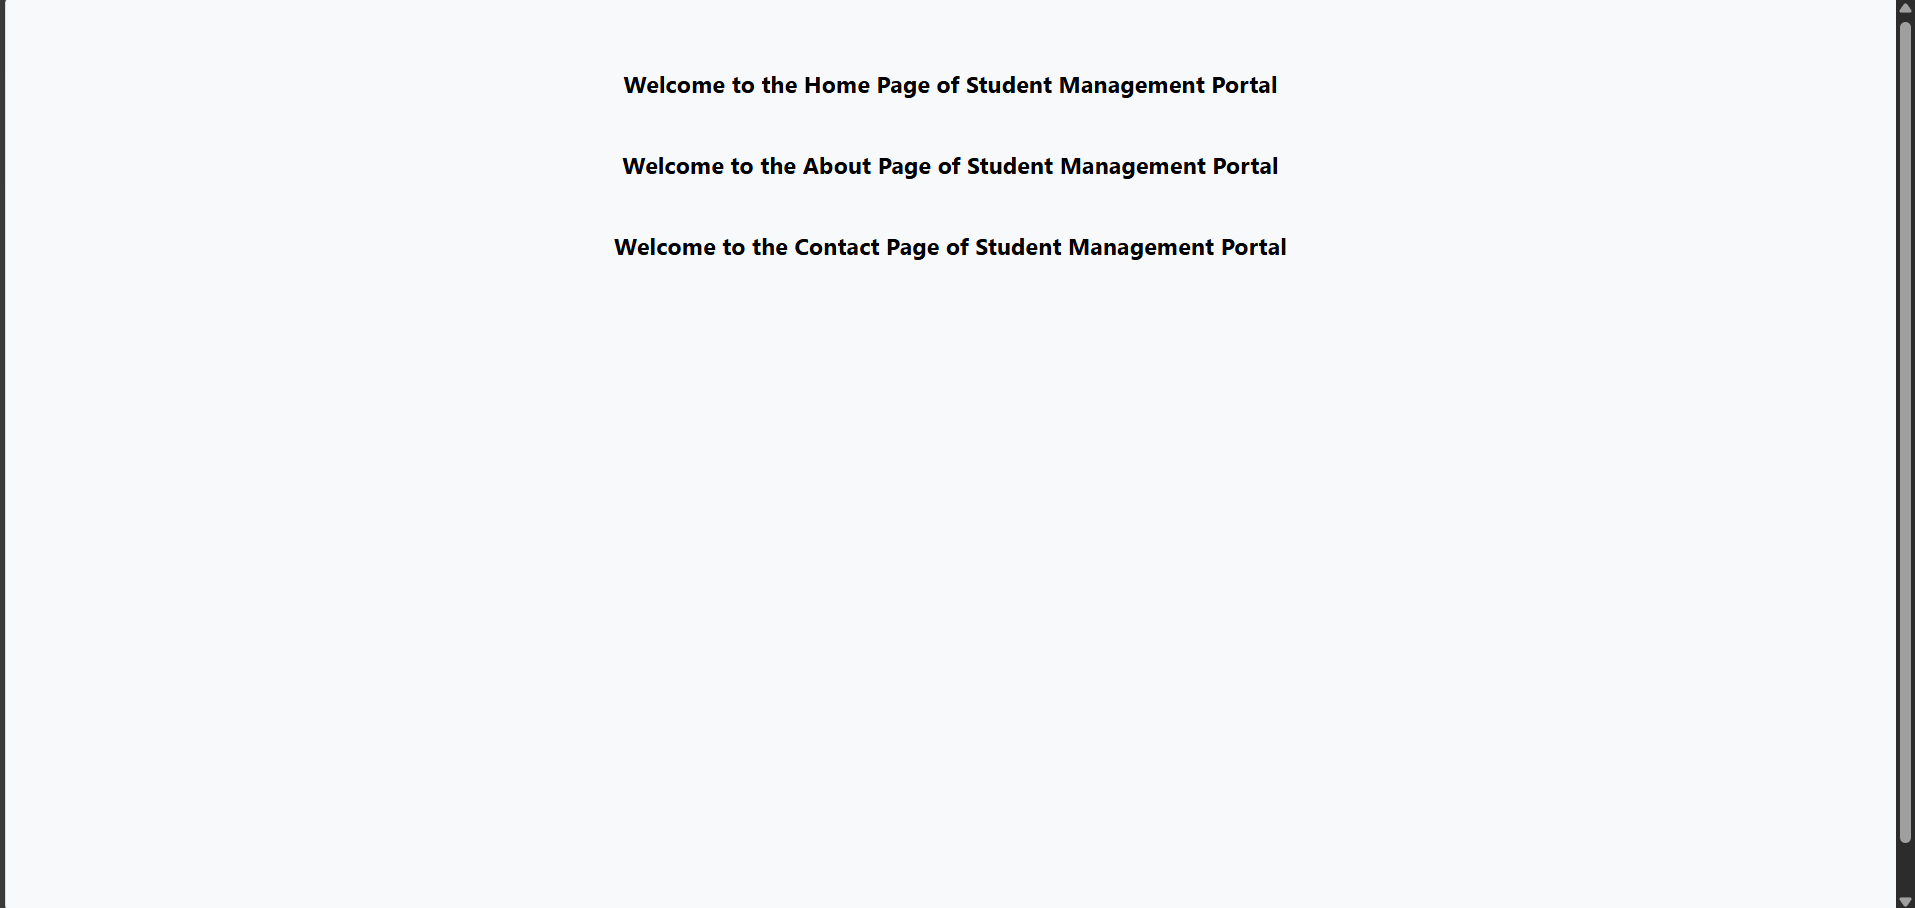 Welcome to the Home Page of Student Management Portal
Welcome to the About Page of Student Management Portal
Welcome to the Contact Page of Student Management Portal